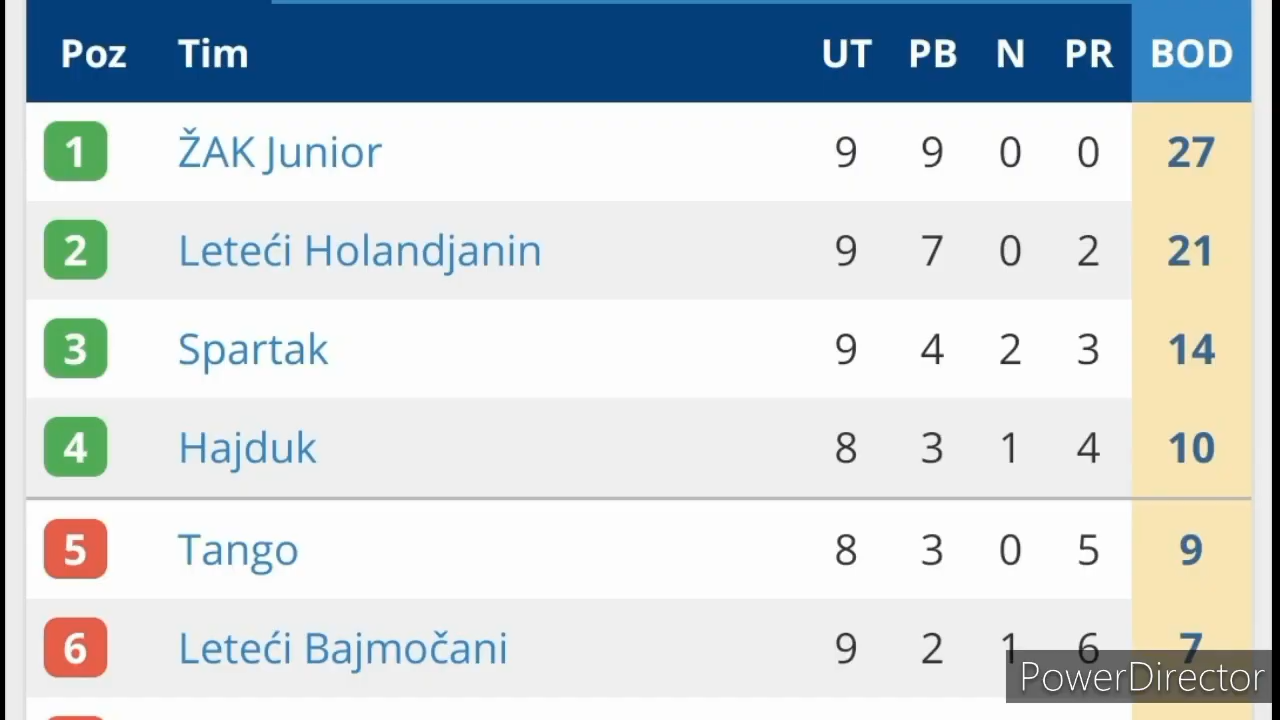 Poz Tim UT PB N PR BOD
1 ŽAK Junior 9 9 0 0 27
2 Leteći Holandjanin 9 7 0 2 21
3 Spartak 9 4 2 3 14
4 Hajduk 8 3 1 4 10
5 Tango 8 3 0 5 9
6 Leteći Bajmočani 9 2 1 6 7
PowerDirector